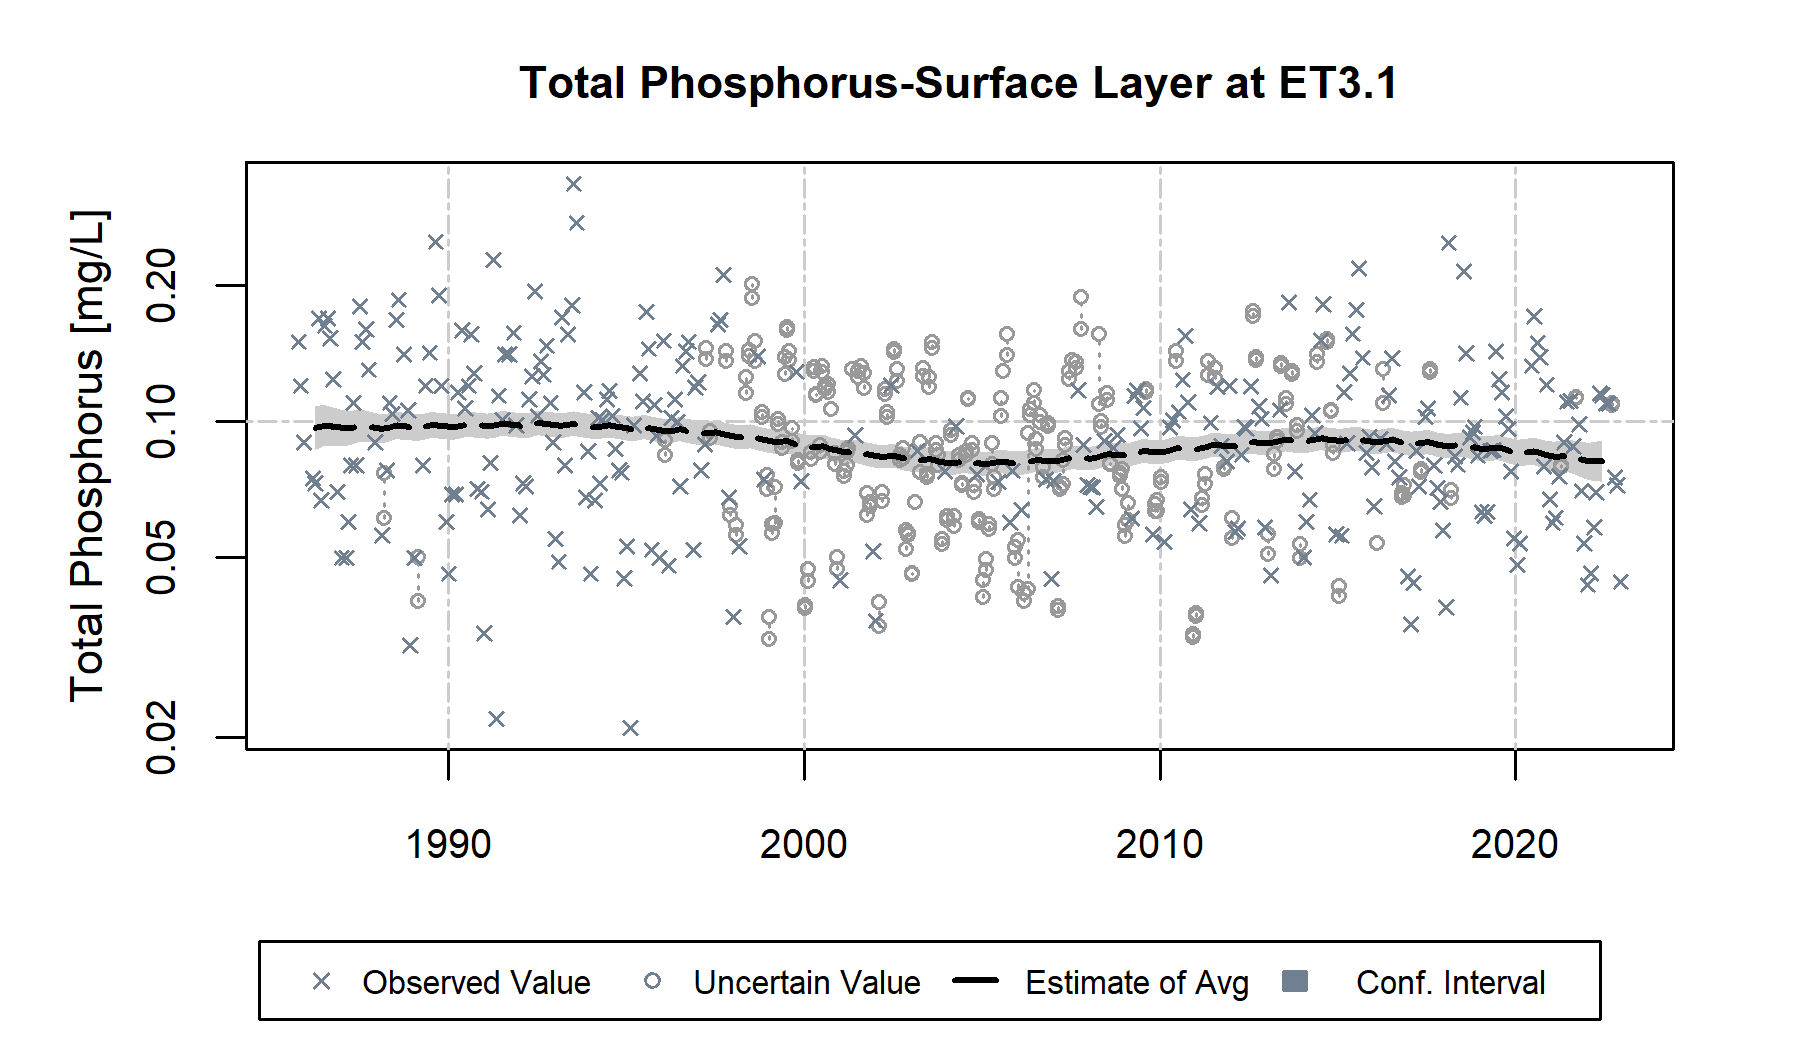 Total Phosphorus-Surface Layer at ET3.1
Total Phosphorus [mg/L]
0.20
0.10
0.05
0.02
1990 2000 2010 2020
Observed Value Uncertain Value Estimate of Avg Conf. Interval